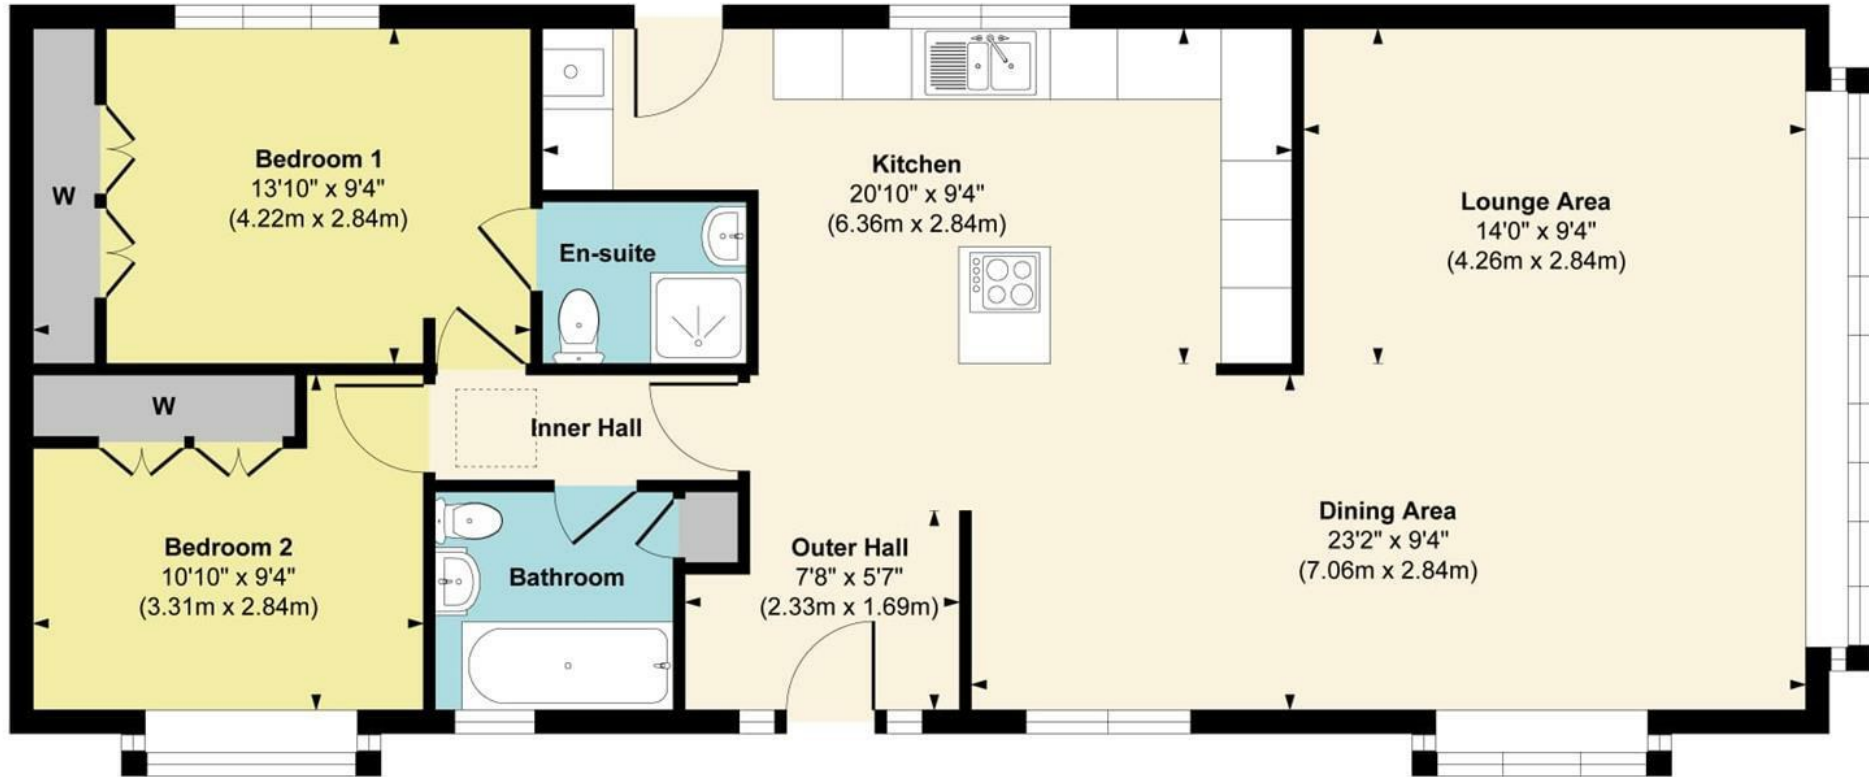 Bedroom 1
13'10" x 9'4"
(4.22m x 2.84m)
W
Kitchen
20'10" x 9'4"
(6.36m x 2.84m)
Lounge Area
14'0" x 9'4"
(4.26m x 2.84m)
En-suite
W
Inner Hall
Bedroom 2
10'10" x 9'4"
(3.31m x 2.84m)
Bathroom
Outer Hall
7'8" x 5'7"
(2.33m x 1.69m)
Dining Area
23'2" x 9'4"
(7.06m x 2.84m)